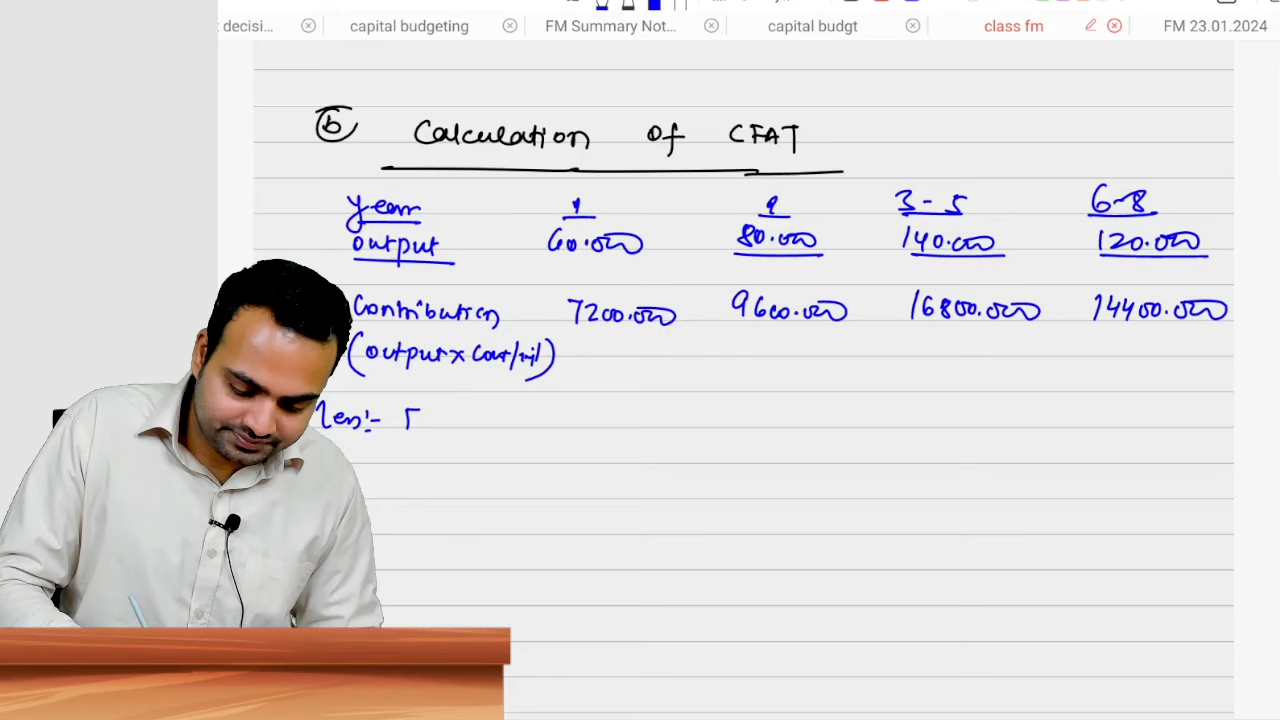 t decisi... capital budgeting FM Summary Not... capital budgt class fm FM 23.01.2024
b Calculation of CFAT
year 1 2 3-5 6-8
output 60.000 80.000 140.000 120.000
Contribution 7200.000 9600.000 16800.000 14400.000
(output x
less:-